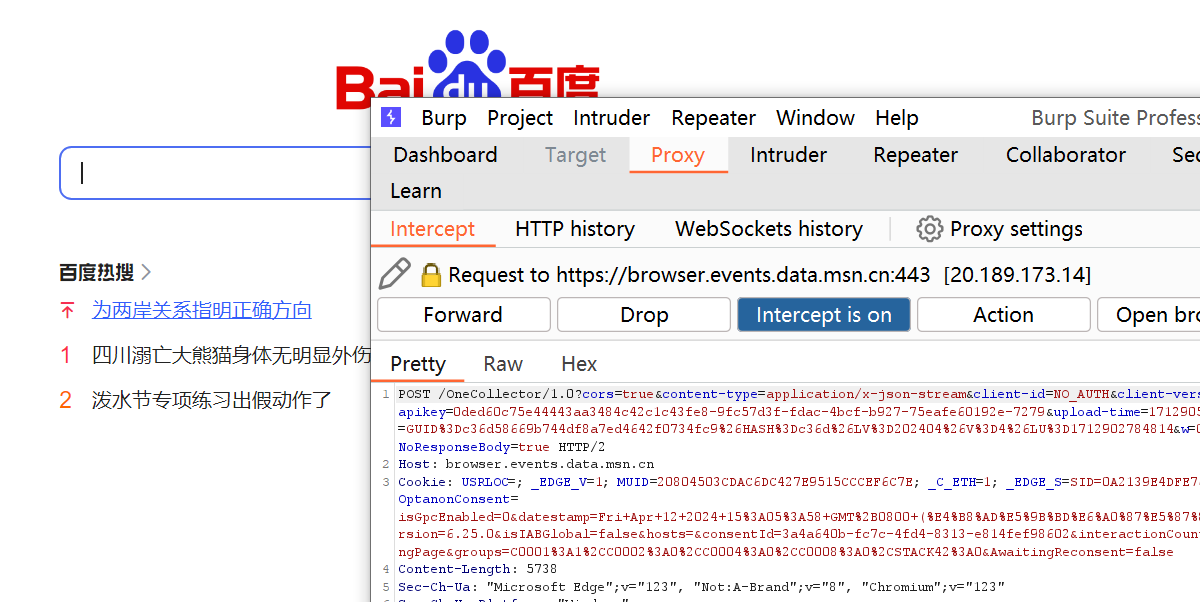 Bai du 百度
百度热搜
为两岸关系指明正确方向
1 四川溺亡大熊猫身体无明显外伤
2 泼水节专项练习出假动作了
Burp Project Intruder Repeater Window Help Burp Suite Profess
Dashboard Target Proxy Intruder Repeater Collaborator Sec
Learn
Intercept HTTP history WebSockets history Proxy settings
Request to https://browser.events.data.msn.cn:443 [20.189.173.14]
Forward Drop Intercept is on Action Open bro
Pretty Raw Hex
1 POST /OneCollector/1.0?cors=true&content-type=application/x-json-stream&client-id=NO_AUTH&client-vers
apikey=0ded60c75e44443aa3484c42c1c43fe8-9fc57d3f-fdac-4bcf-b927-75eafe60192e-7279&upload-time=1712905
=GUID%3Dc36d58669b744df8a7ed4642f0734fc9%26HASH%3Dc36d%26LV%3D202404%26V%3D4%26LU%3D1712902784814&w=0
NoResponseBody=true HTTP/2
2 Host: browser.events.data.msn.cn
3 Cookie: USRLOC=; _EDGE_V=1; MUID=20804503CDAC6DC427E9515CCCEF6C7E; _C_ETH=1; _EDGE_S=SID=0A2139E4DFE7
OptanonConsent=
isGpcEnabled=0&datestamp=Fri+Apr+12+2024+15%3A05%3A58+GMT%2B0800+(%E4%B8%AD%E5%9B%BD%E6%A0%87%E5%87%
rsion=6.25.0&isIABGlobal=false&hosts=&consentId=3a4a640b-fc7c-4fd4-8313-e814fef98602&interactionCoun
ngPage&groups=C0001%3A1%2CC0002%3A0%2CC0004%3A0%2CC0008%3A0%2CSTACK42%3A0&AwaitingReconsent=false
4 Content-Length: 5738
5 Sec-Ch-Ua: "Microsoft Edge";v="123", "Not:A-Brand";v="8", "Chromium";v="123"